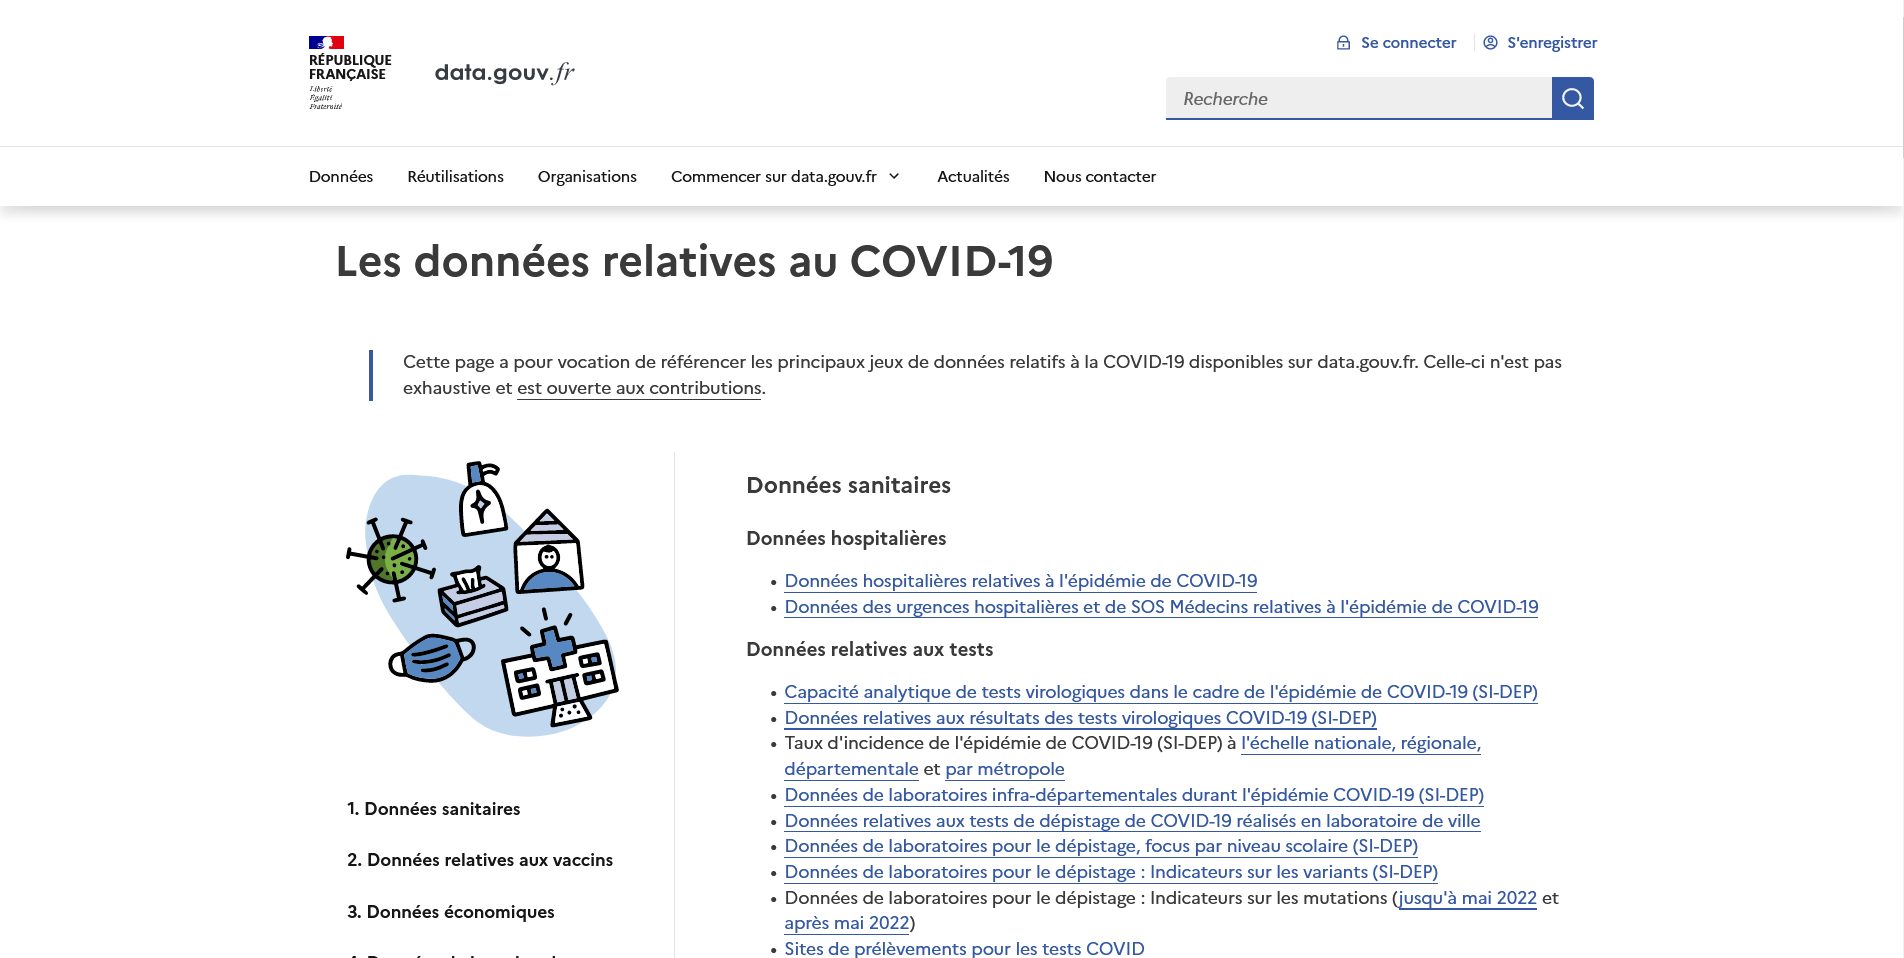 RÉPUBLIQUE
FRANÇAISE
Liberté
Égalité
Fraternité
data.gouv.fr
Se connecter
S'enregistrer
Recherche
Données
Réutilisations
Organisations
Commencer sur data.gouv.fr
Actualités
Nous contacter
Les données relatives au COVID-19
Cette page a pour vocation de référencer les principaux jeux de données relatifs à la COVID-19 disponibles sur data.gouv.fr. Celle-ci n'est pas
exhaustive et est ouverte aux contributions.
1. Données sanitaires
2. Données relatives aux vaccins
3. Données économiques
Données sanitaires
Données hospitalières
• Données hospitalières relatives à l'épidémie de COVID-19
• Données des urgences hospitalières et de SOS Médecins relatives à l'épidémie de COVID-19
Données relatives aux tests
• Capacité analytique de tests virologiques dans le cadre de l'épidémie de COVID-19 (SI-DEP)
• Données relatives aux résultats des tests virologiques COVID-19 (SI-DEP)
• Taux d'incidence de l'épidémie de COVID-19 (SI-DEP) à l'échelle nationale, régionale,
départementale et par métropole
• Données de laboratoires infra-départementales durant l'épidémie COVID-19 (SI-DEP)
• Données relatives aux tests de dépistage de COVID-19 réalisés en laboratoire de ville
• Données de laboratoires pour le dépistage, focus par niveau scolaire (SI-DEP)
• Données de laboratoires pour le dépistage : Indicateurs sur les variants (SI-DEP)
• Données de laboratoires pour le dépistage : Indicateurs sur les mutations (jusqu'à mai 2022 et
après mai 2022)
• Sites de prélèvements pour les tests COVID